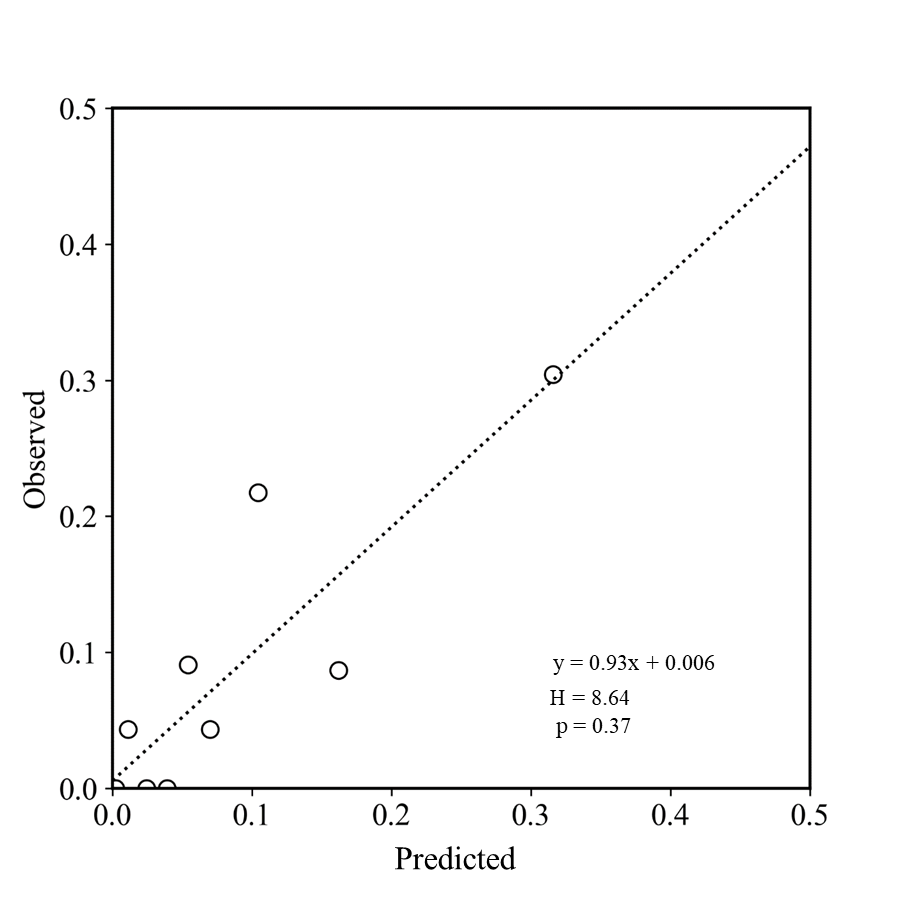 0.5
0.4
0.3
0.2
0.1
0.0
Observed
y = 0.93x + 0.006
H = 8.64
p = 0.37
0.0 0.1 0.2 0.3 0.4 0.5
Predicted